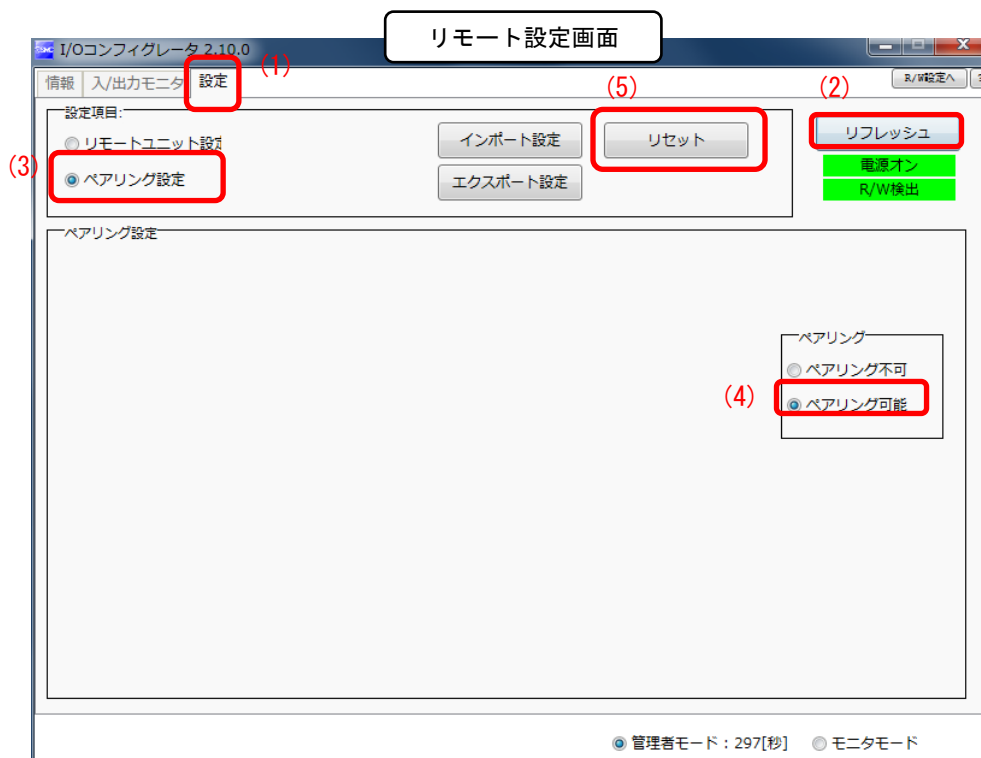 リモート設定画面
I/Oコンフィグレータ 2.10.0
(1)
情報 入/出力モニタ 設定
R/W設定へ
(5)
(2)
設定項目:
リモートユニット設定
インポート設定
リセット
リフレッシュ
(3)
ペアリング設定
エクスポート設定
電源オン
R/W検出
ペアリング設定
ペアリング
ペアリング不可
(4)
ペアリング可能
管理者モード：297[秒]
モニタモード